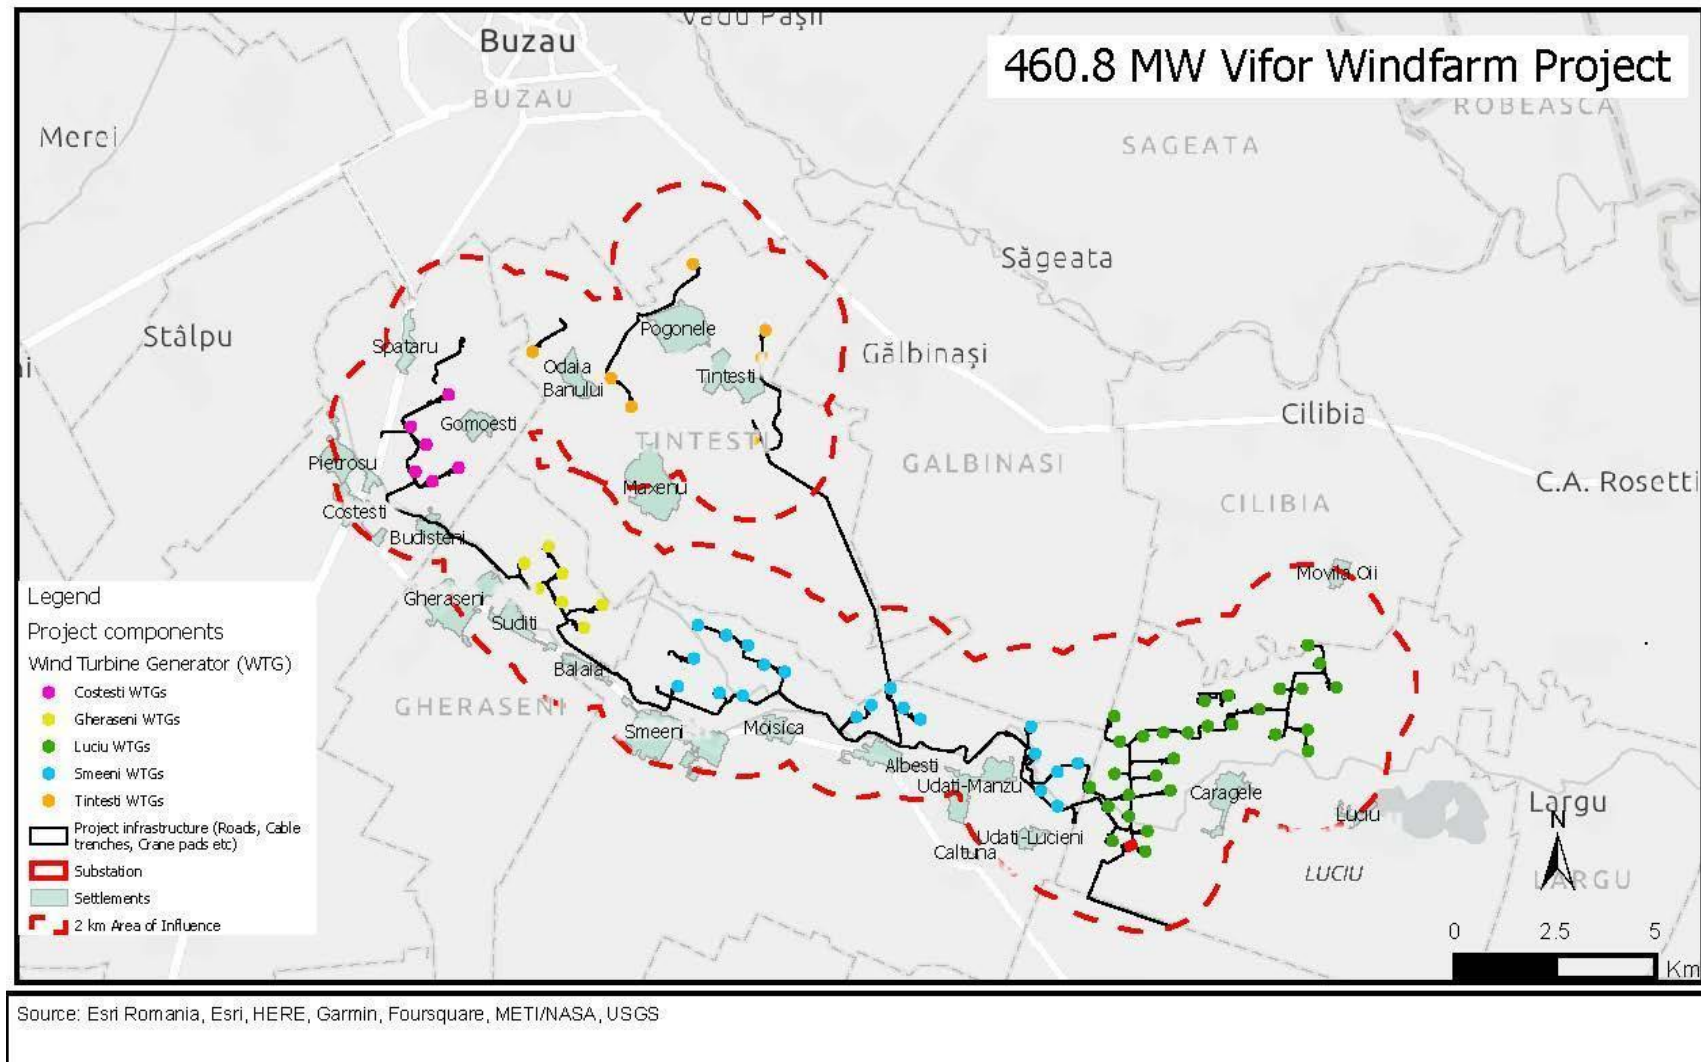 Vadu Pașii
Buzau
460.8 MW Vifor Windfarm Project
BUZAU
ROBEASCA
Merei
SAGEATA
Săgeata
Stâlpu
Pogonele
Spataru
Gălbinași
Odaia
Banului
Tintesti
Cilibia
Gomoesti
TINTESTI
Pietrosu
GALBINASI
C.A. Rosetti
Maxenu
CILIBIA
Costesti
Budisteni
Movila Oii
Gheraseni
Suditi
Balaia
GHERASENI
Smeeni
Moisica
Albesti
Udati-Manzu
Caragele
Largu
Luciu
Udati-Lucieni
Caltuna
LUCIU
LARGU
N
Legend
Project components
Wind Turbine Generator (WTG)
Costesti WTGs
Gheraseni WTGs
Luciu WTGs
Smeeni WTGs
Tintesti WTGs
Project infrastructure (Roads, Cable
trenches, Crane pads etc)
Substation
Settlements
2 km Area of Influence
0 2.5 5
Km
Source: Esri Romania, Esri, HERE, Garmin, Foursquare, METI/NASA, USGS